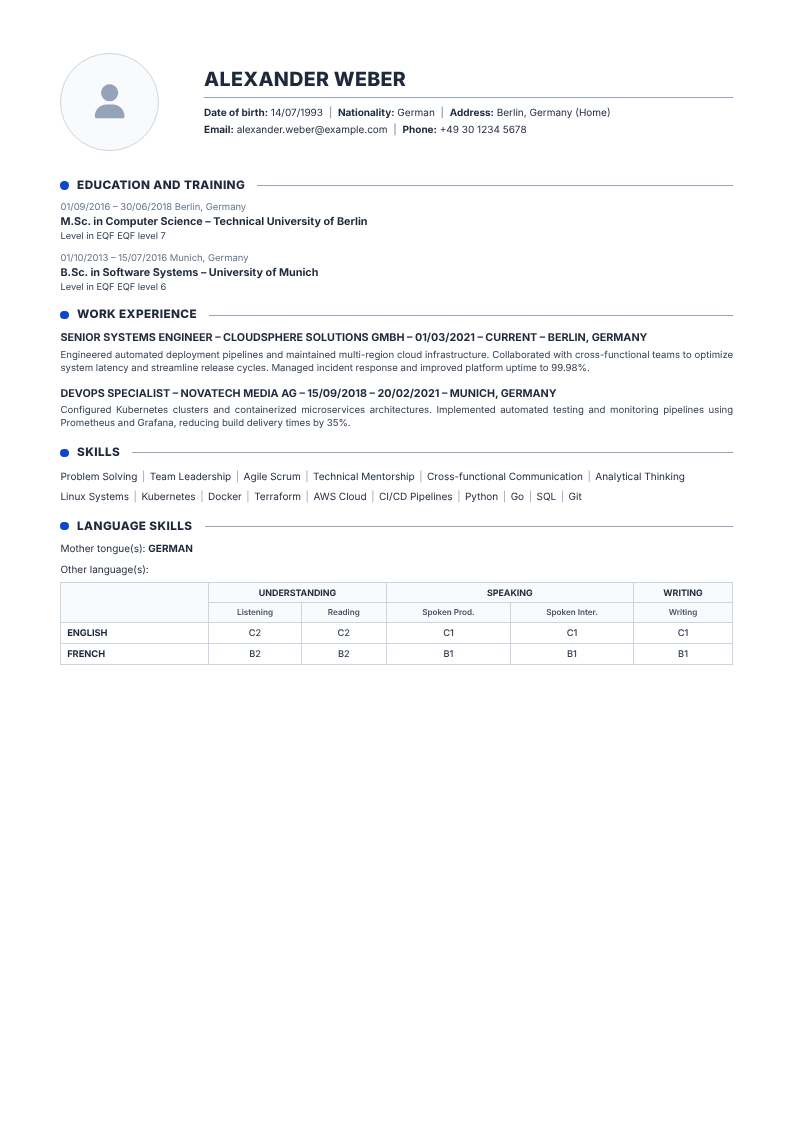 ALEXANDER WEBER
Date of birth: 14/07/1993 | Nationality: German | Address: Berlin, Germany (Home)
Email: alexander.weber@example.com | Phone: +49 30 1234 5678
EDUCATION AND TRAINING
01/09/2016 – 30/06/2018 Berlin, Germany
M.Sc. in Computer Science – Technical University of Berlin
Level in EQF EQF level 7
01/10/2013 – 15/07/2016 Munich, Germany
B.Sc. in Software Systems – University of Munich
Level in EQF EQF level 6
WORK EXPERIENCE
SENIOR SYSTEMS ENGINEER – CLOUDSPHERE SOLUTIONS GMBH – 01/03/2021 – CURRENT – BERLIN, GERMANY
Engineered automated deployment pipelines and maintained multi-region cloud infrastructure. Collaborated with cross-functional teams to optimize
system latency and streamline release cycles. Managed incident response and improved platform uptime to 99.98%.
DEVOPS SPECIALIST – NOVATECH MEDIA AG – 15/09/2018 – 20/02/2021 – MUNICH, GERMANY
Configured Kubernetes clusters and containerized microservices architectures. Implemented automated testing and monitoring pipelines using
Prometheus and Grafana, reducing build delivery times by 35%.
SKILLS
Problem Solving | Team Leadership | Agile Scrum | Technical Mentorship | Cross-functional Communication | Analytical Thinking
Linux Systems | Kubernetes | Docker | Terraform | AWS Cloud | CI/CD Pipelines | Python | Go | SQL | Git
LANGUAGE SKILLS
Mother tongue(s): GERMAN
Other language(s):
UNDERSTANDING SPEAKING WRITING
Listening Reading Spoken Prod. Spoken Inter. Writing
ENGLISH C2 C2 C1 C1 C1
FRENCH B2 B2 B1 B1 B1